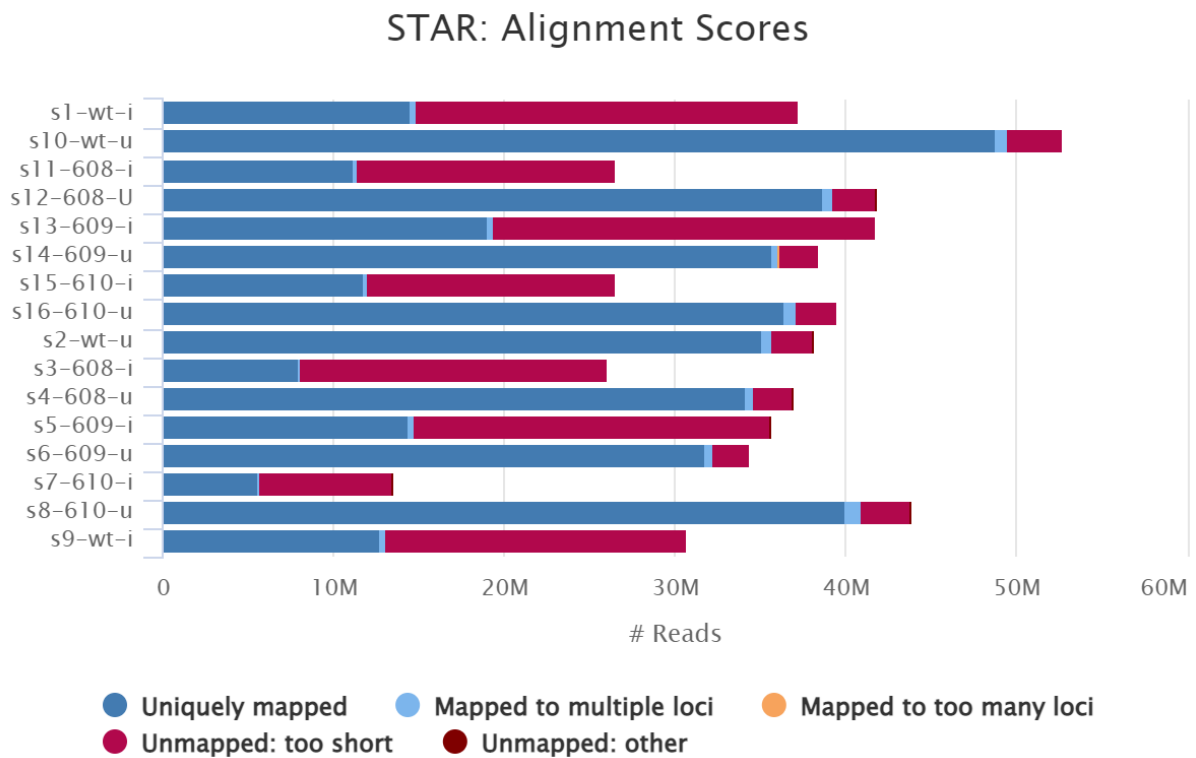 STAR: Alignment Scores
s1-wt-i
s10-wt-u
s11-608-i
s12-608-U
s13-609-i
s14-609-u
s15-610-i
s16-610-u
s2-wt-u
s3-608-i
s4-608-u
s5-609-i
s6-609-u
s7-610-i
s8-610-u
s9-wt-i
0 10M 20M 30M 40M 50M 60M
# Reads
Uniquely mapped Mapped to multiple loci Mapped to too many loci
Unmapped: too short Unmapped: other